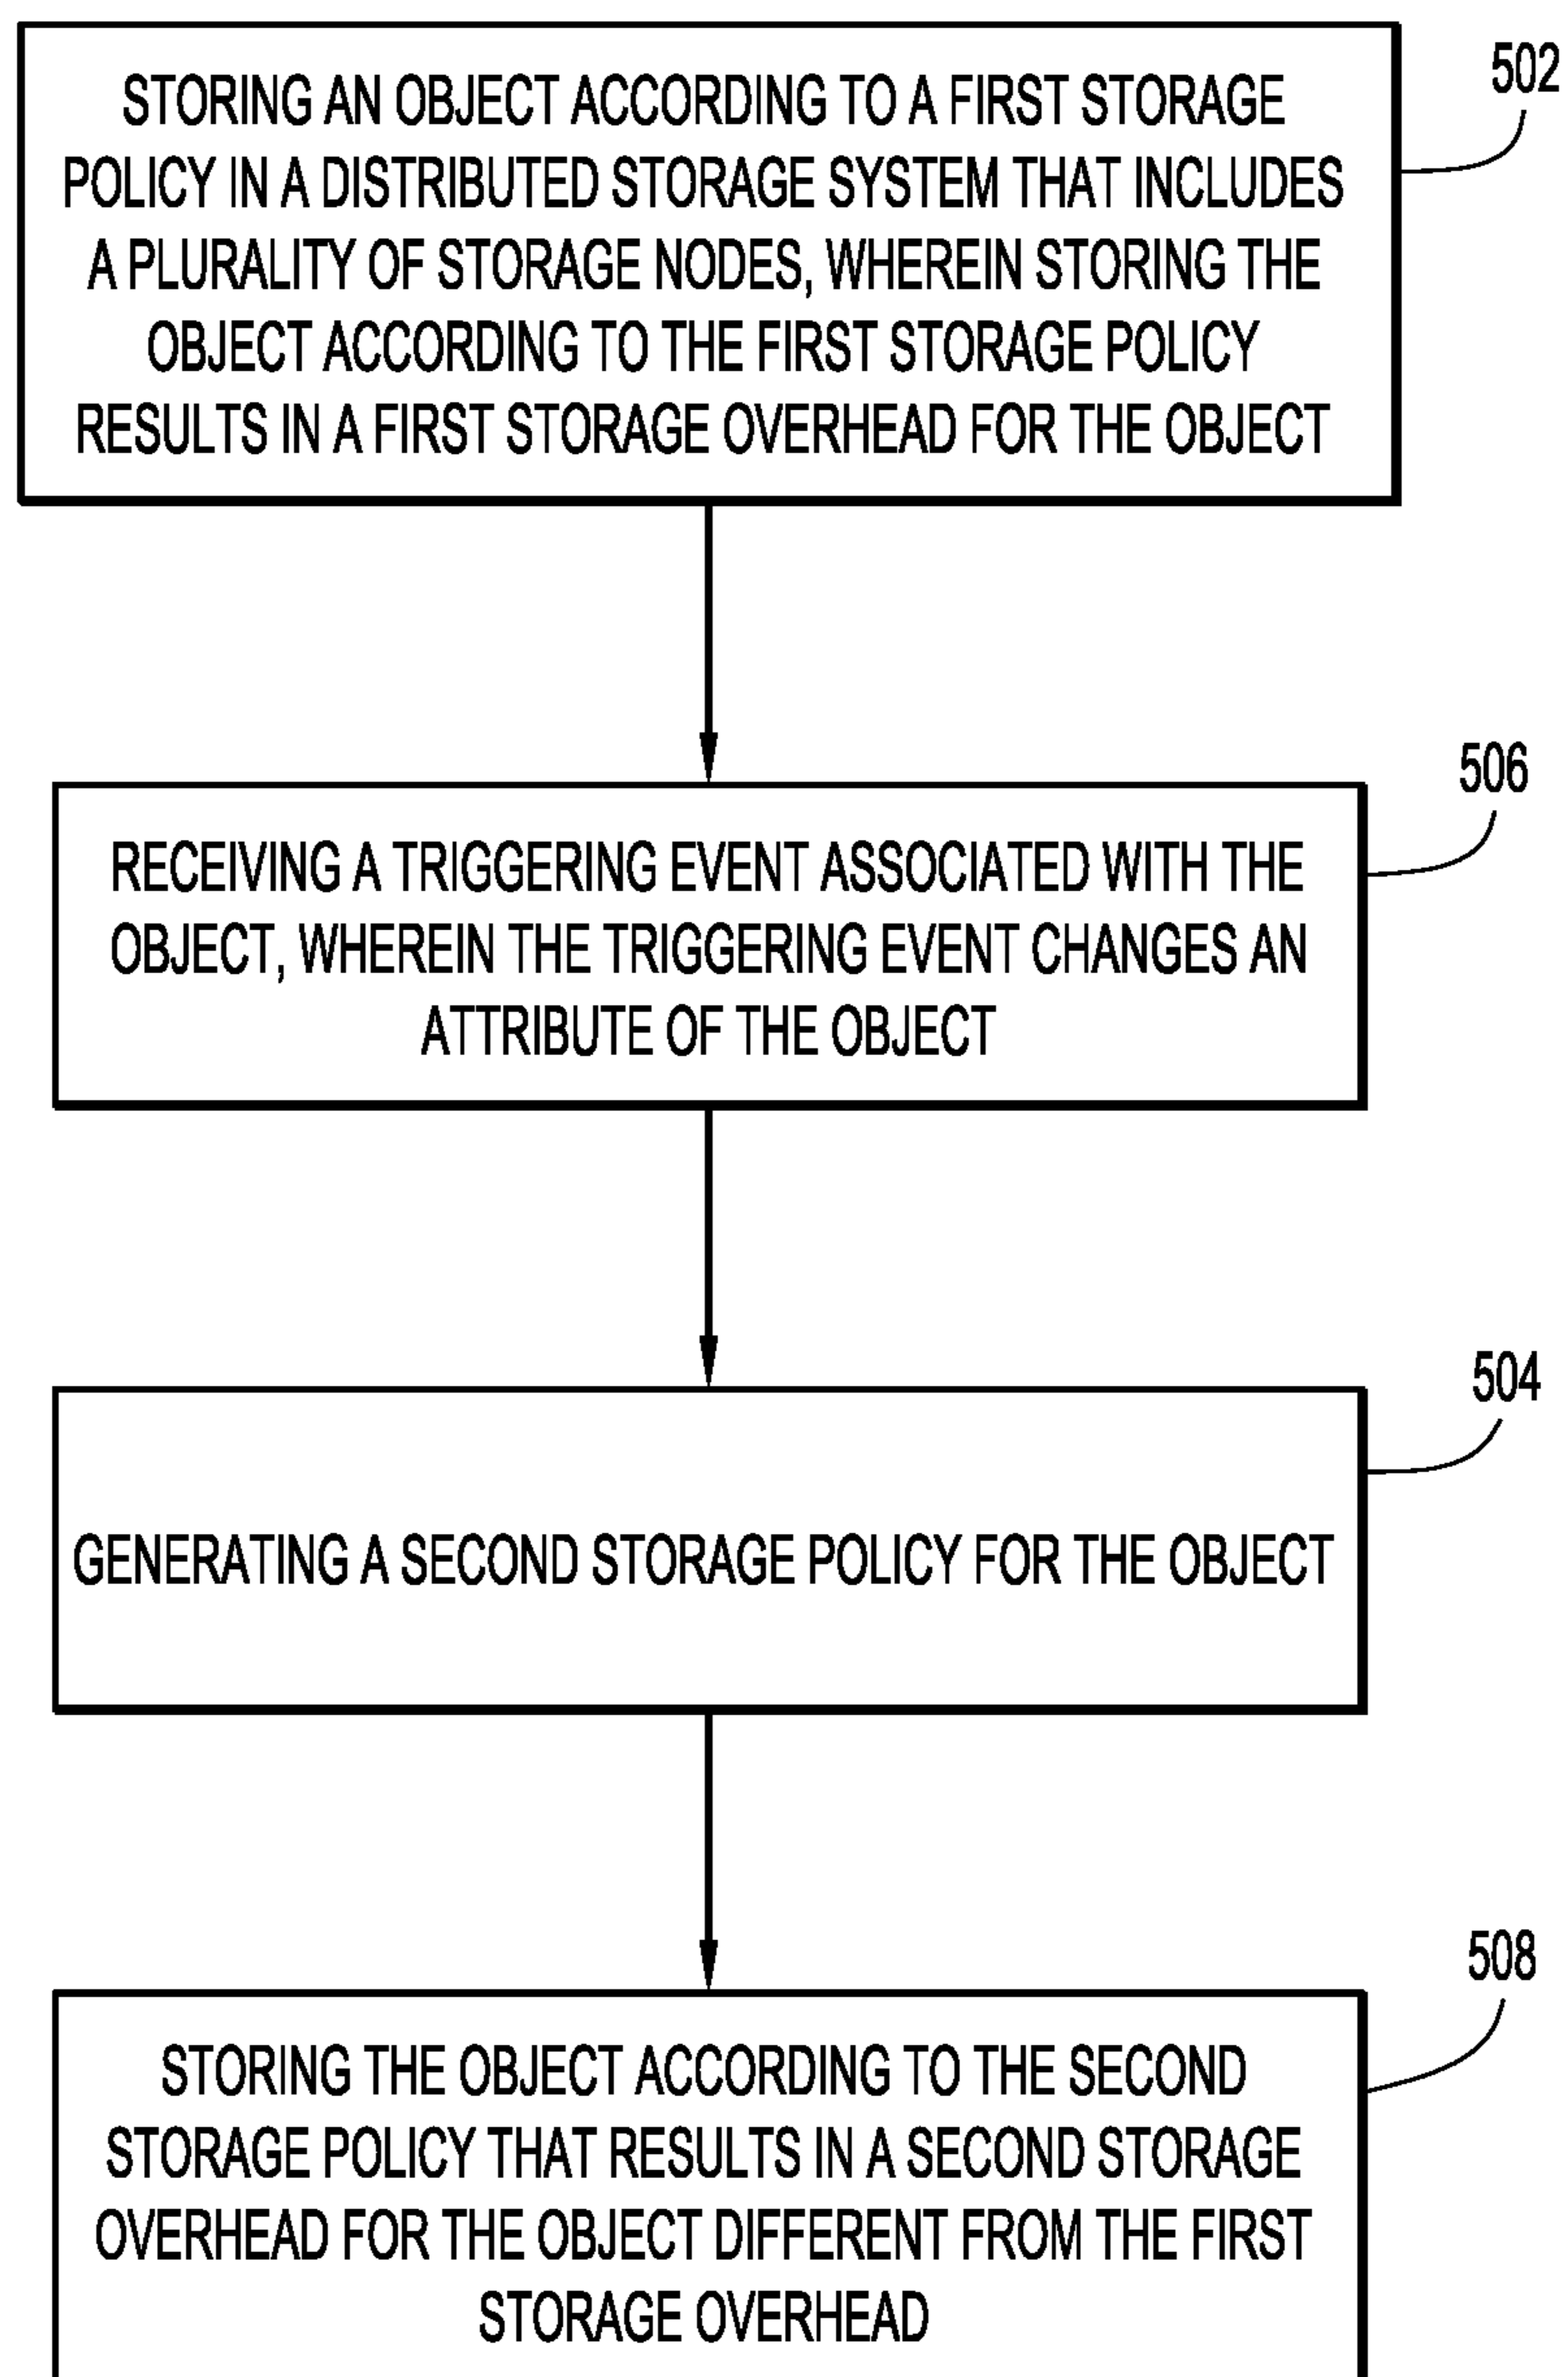 502
STORING AN OBJECT ACCORDING TO A FIRST STORAGE
POLICY IN A DISTRIBUTED STORAGE SYSTEM THAT INCLUDES
A PLURALITY OF STORAGE NODES, WHEREIN STORING THE
OBJECT ACCORDING TO THE FIRST STORAGE POLICY
RESULTS IN A FIRST STORAGE OVERHEAD FOR THE OBJECT
506
RECEIVING A TRIGGERING EVENT ASSOCIATED WITH THE
OBJECT, WHEREIN THE TRIGGERING EVENT CHANGES AN
ATTRIBUTE OF THE OBJECT
504
GENERATING A SECOND STORAGE POLICY FOR THE OBJECT
508
STORING THE OBJECT ACCORDING TO THE SECOND
STORAGE POLICY THAT RESULTS IN A SECOND STORAGE
OVERHEAD FOR THE OBJECT DIFFERENT FROM THE FIRST
STORAGE OVERHEAD